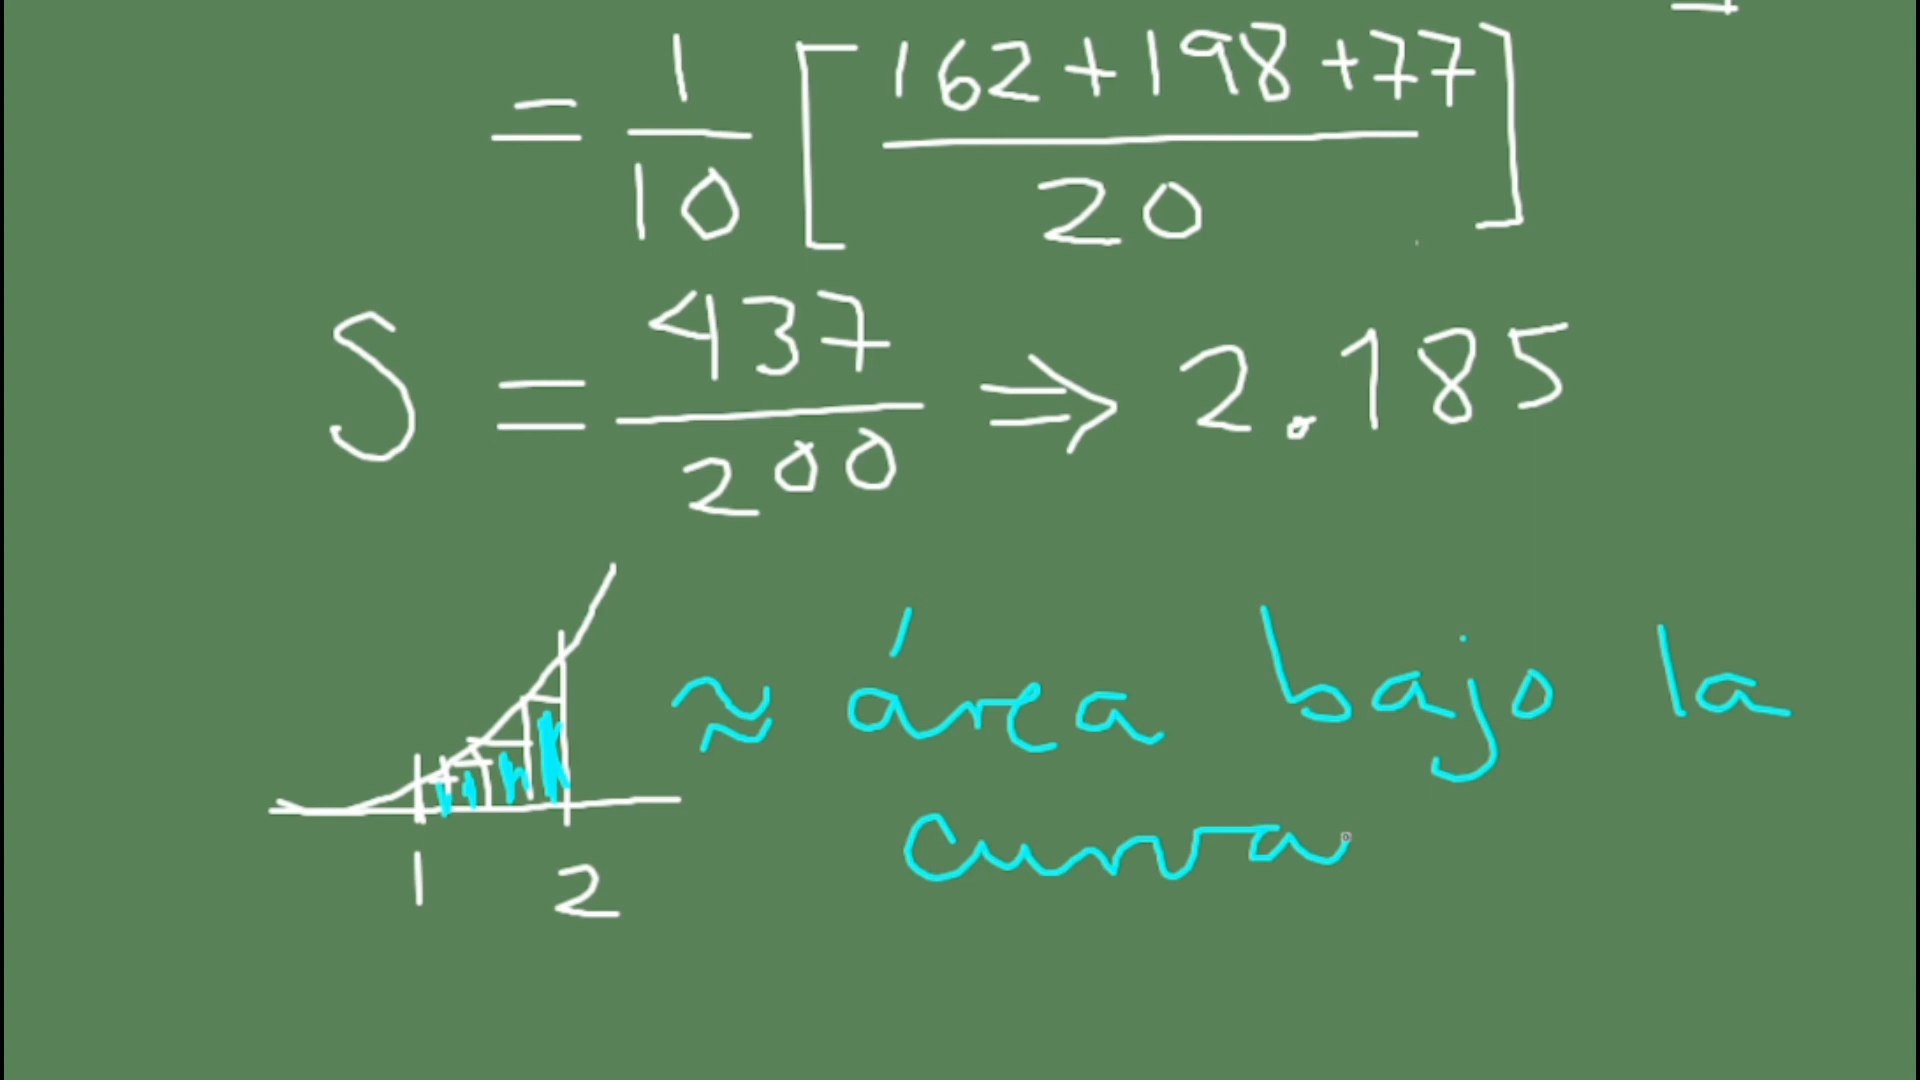 = 1/10 [ 162+198+77 / 20 ]
S = 437/200 ⇒ 2.185
≈ área bajo la
curva
1 2